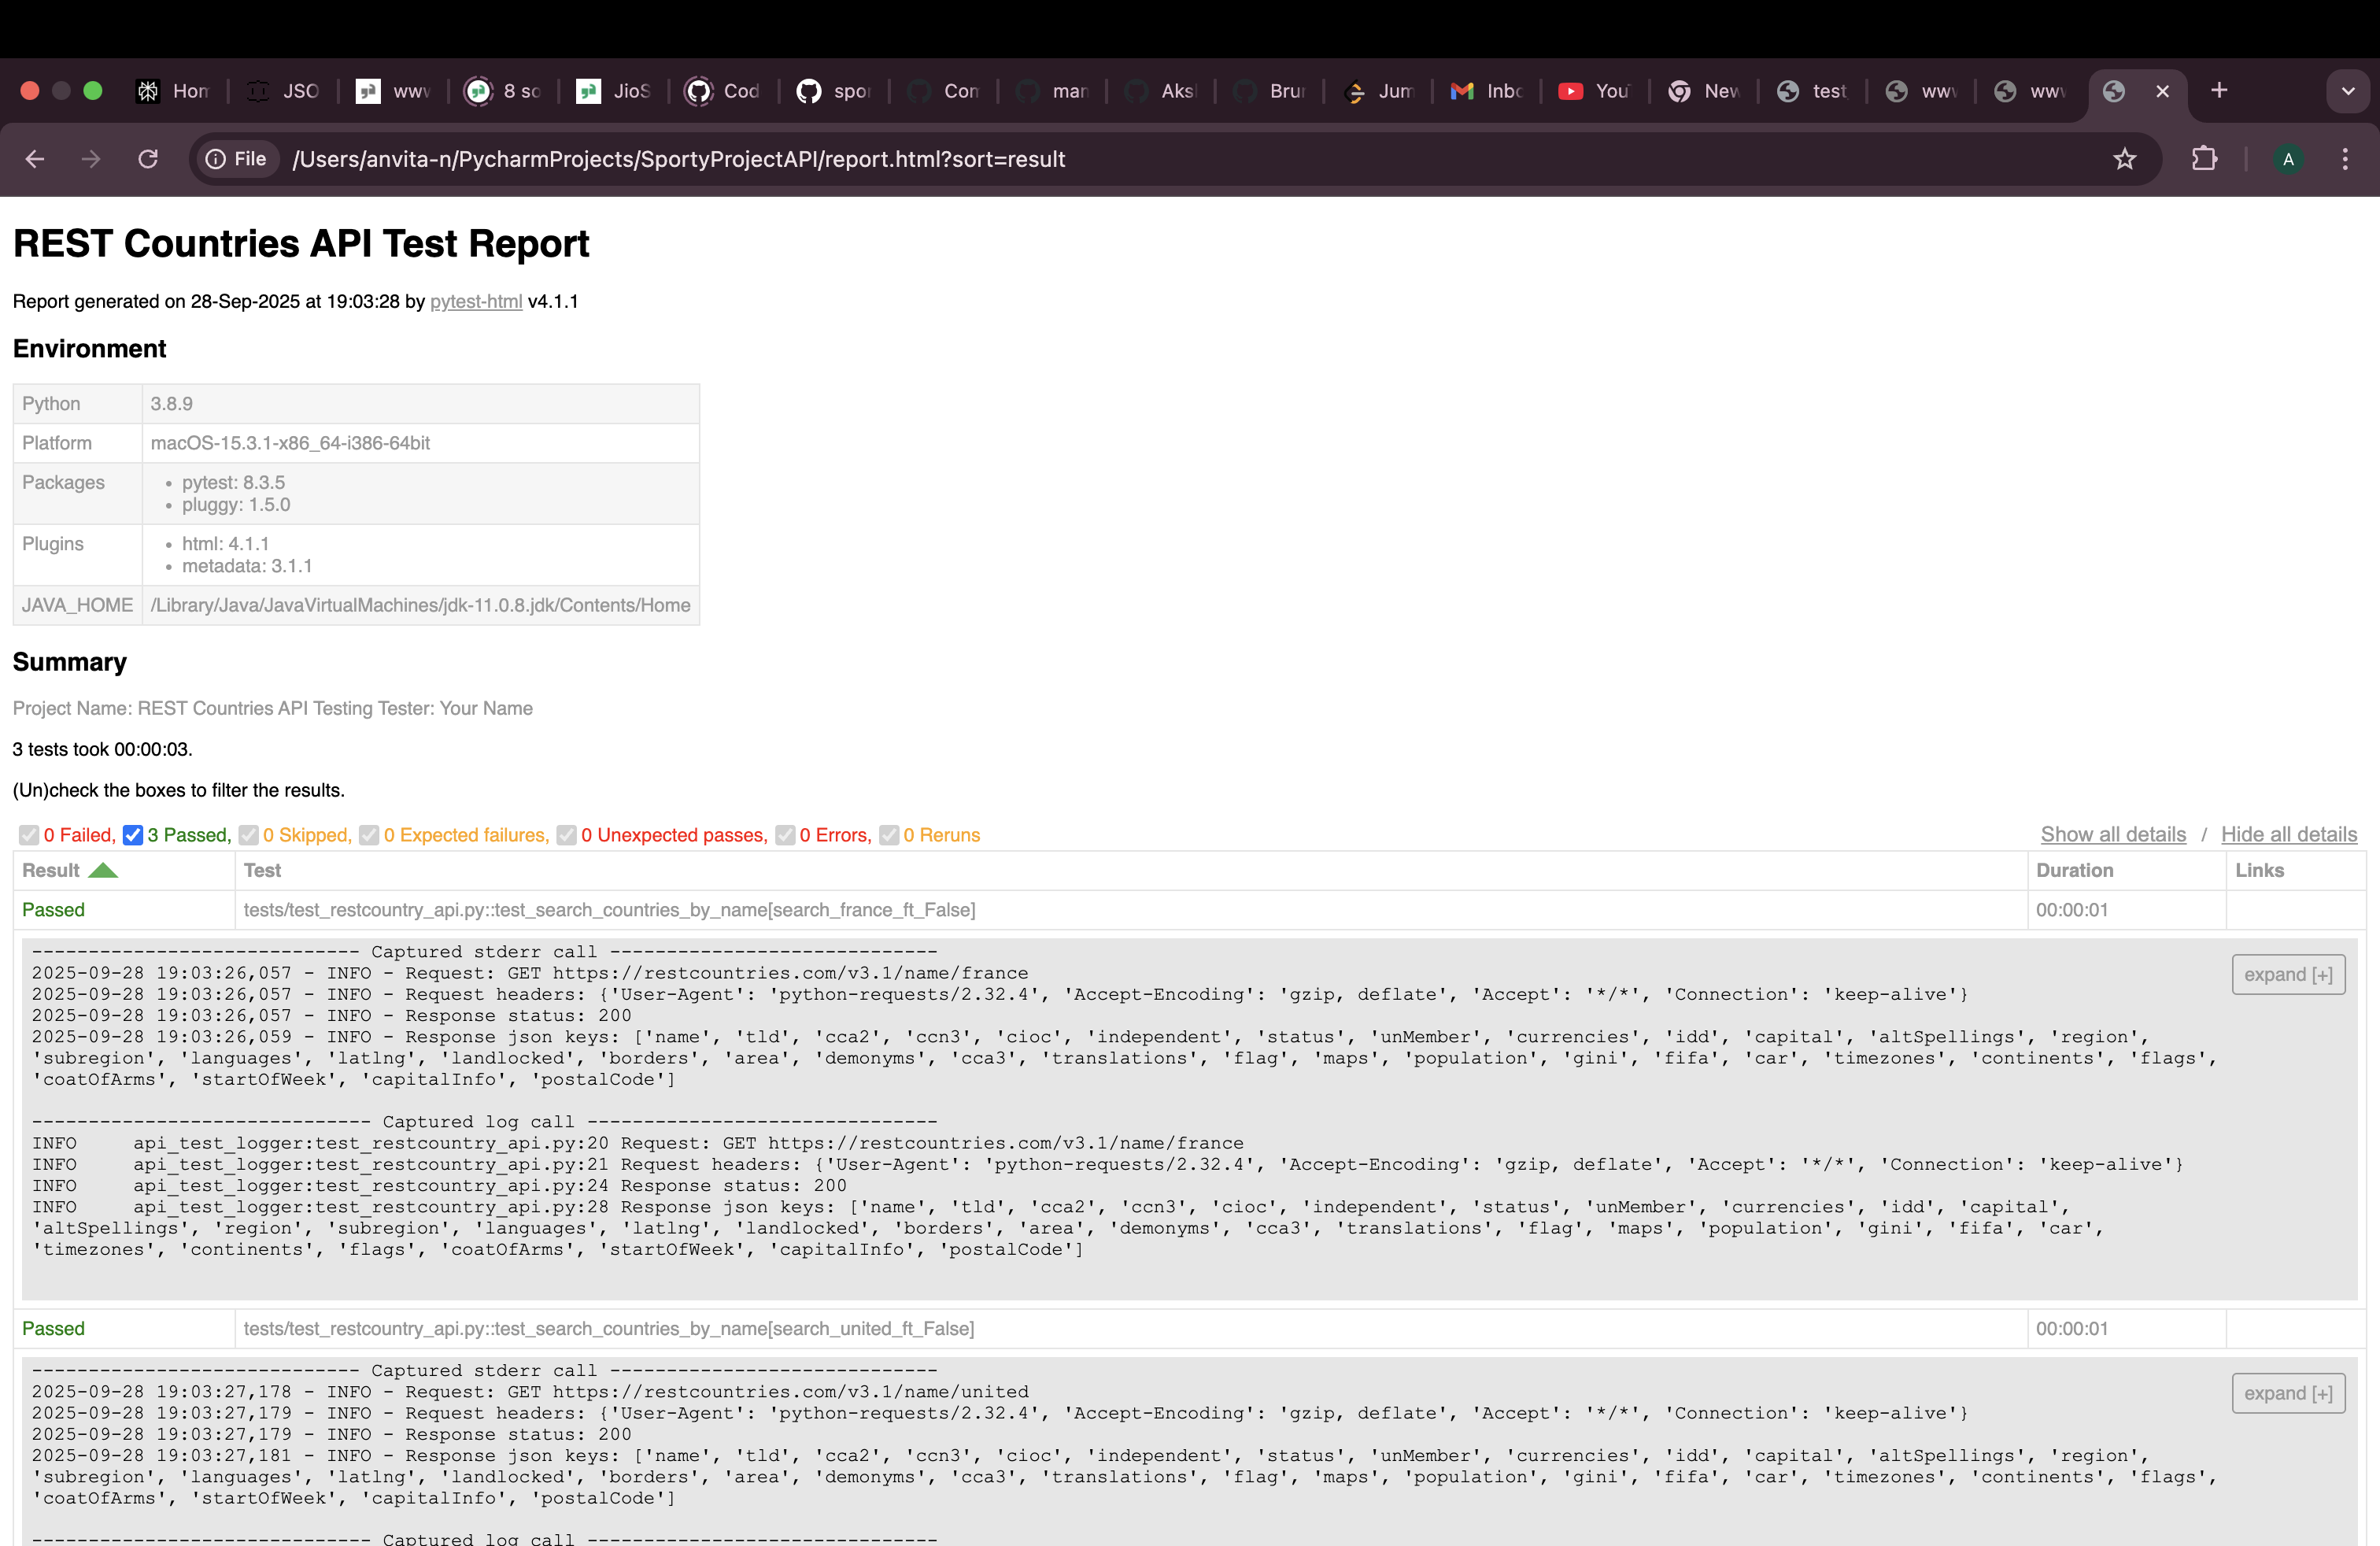 Hom
JSO
www
8 so
JioS
Cod
spor
Com
man
Aks
Brun
Jum
Inbo
YouT
New
test_
www
www
File /Users/anvita-n/PycharmProjects/SportyProjectAPI/report.html?sort=result A
REST Countries API Test Report
Report generated on 28-Sep-2025 at 19:03:28 by pytest-html v4.1.1
Environment
Python 3.8.9
Platform macOS-15.3.1-x86_64-i386-64bit
Packages • pytest: 8.3.5
• pluggy: 1.5.0
Plugins • html: 4.1.1
• metadata: 3.1.1
JAVA_HOME /Library/Java/JavaVirtualMachines/jdk-11.0.8.jdk/Contents/Home
Summary
Project Name: REST Countries API Testing Tester: Your Name
3 tests took 00:00:03.
(Un)check the boxes to filter the results.
0 Failed, 3 Passed, 0 Skipped, 0 Expected failures, 0 Unexpected passes, 0 Errors, 0 Reruns Show all details / Hide all details
Result Test Duration Links
Passed tests/test_restcountry_api.py::test_search_countries_by_name[search_france_ft_False] 00:00:01
----------------------------- Captured stderr call -----------------------------
expand [+]
2025-09-28 19:03:26,057 - INFO - Request: GET https://restcountries.com/v3.1/name/france
2025-09-28 19:03:26,057 - INFO - Request headers: {'User-Agent': 'python-requests/2.32.4', 'Accept-Encoding': 'gzip, deflate', 'Accept': '*/*', 'Connection': 'keep-alive'}
2025-09-28 19:03:26,057 - INFO - Response status: 200
2025-09-28 19:03:26,059 - INFO - Response json keys: ['name', 'tld', 'cca2', 'ccn3', 'cioc', 'independent', 'status', 'unMember', 'currencies', 'idd', 'capital', 'altSpellings', 'region',
'subregion', 'languages', 'latlng', 'landlocked', 'borders', 'area', 'demonyms', 'cca3', 'translations', 'flag', 'maps', 'population', 'gini', 'fifa', 'car', 'timezones', 'continents', 'flags',
'coatOfArms', 'startOfWeek', 'capitalInfo', 'postalCode']
------------------------------ Captured log call -------------------------------
INFO     api_test_logger:test_restcountry_api.py:20 Request: GET https://restcountries.com/v3.1/name/france
INFO     api_test_logger:test_restcountry_api.py:21 Request headers: {'User-Agent': 'python-requests/2.32.4', 'Accept-Encoding': 'gzip, deflate', 'Accept': '*/*', 'Connection': 'keep-alive'}
INFO     api_test_logger:test_restcountry_api.py:24 Response status: 200
INFO     api_test_logger:test_restcountry_api.py:28 Response json keys: ['name', 'tld', 'cca2', 'ccn3', 'cioc', 'independent', 'status', 'unMember', 'currencies', 'idd', 'capital',
'altSpellings', 'region', 'subregion', 'languages', 'latlng', 'landlocked', 'borders', 'area', 'demonyms', 'cca3', 'translations', 'flag', 'maps', 'population', 'gini', 'fifa', 'car',
'timezones', 'continents', 'flags', 'coatOfArms', 'startOfWeek', 'capitalInfo', 'postalCode']
Passed tests/test_restcountry_api.py::test_search_countries_by_name[search_united_ft_False] 00:00:01
----------------------------- Captured stderr call -----------------------------
expand [+]
2025-09-28 19:03:27,178 - INFO - Request: GET https://restcountries.com/v3.1/name/united
2025-09-28 19:03:27,179 - INFO - Request headers: {'User-Agent': 'python-requests/2.32.4', 'Accept-Encoding': 'gzip, deflate', 'Accept': '*/*', 'Connection': 'keep-alive'}
2025-09-28 19:03:27,179 - INFO - Response status: 200
2025-09-28 19:03:27,181 - INFO - Response json keys: ['name', 'tld', 'cca2', 'ccn3', 'cioc', 'independent', 'status', 'unMember', 'currencies', 'idd', 'capital', 'altSpellings', 'region',
'subregion', 'languages', 'latlng', 'landlocked', 'borders', 'area', 'demonyms', 'cca3', 'translations', 'flag', 'maps', 'population', 'gini', 'fifa', 'car', 'timezones', 'continents', 'flags',
'coatOfArms', 'startOfWeek', 'capitalInfo', 'postalCode']
------------------------------ Captured log call -------------------------------